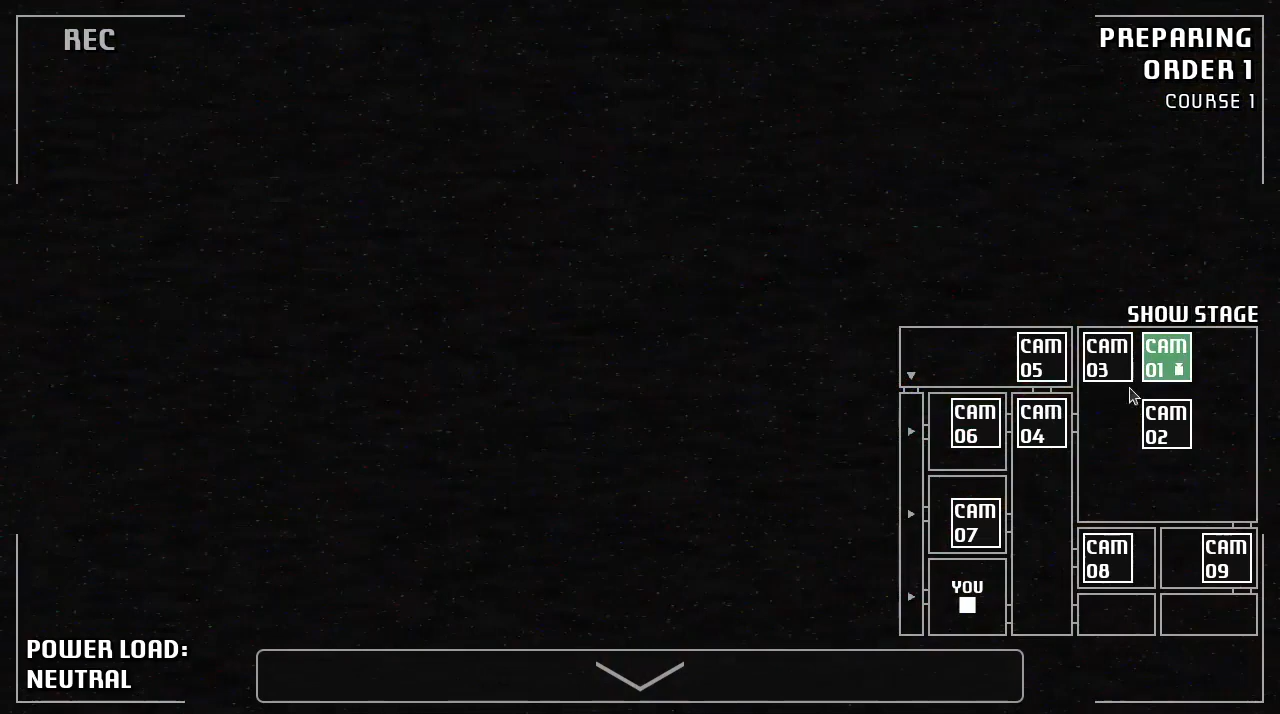 REC
PREPARING
ORDER 1
COURSE 1
SHOW STAGE
CAM
05
CAM
03
CAM
01
CAM
06
CAM
04
CAM
02
CAM
07
CAM
08
CAM
09
YOU
POWER LOAD:
NEUTRAL